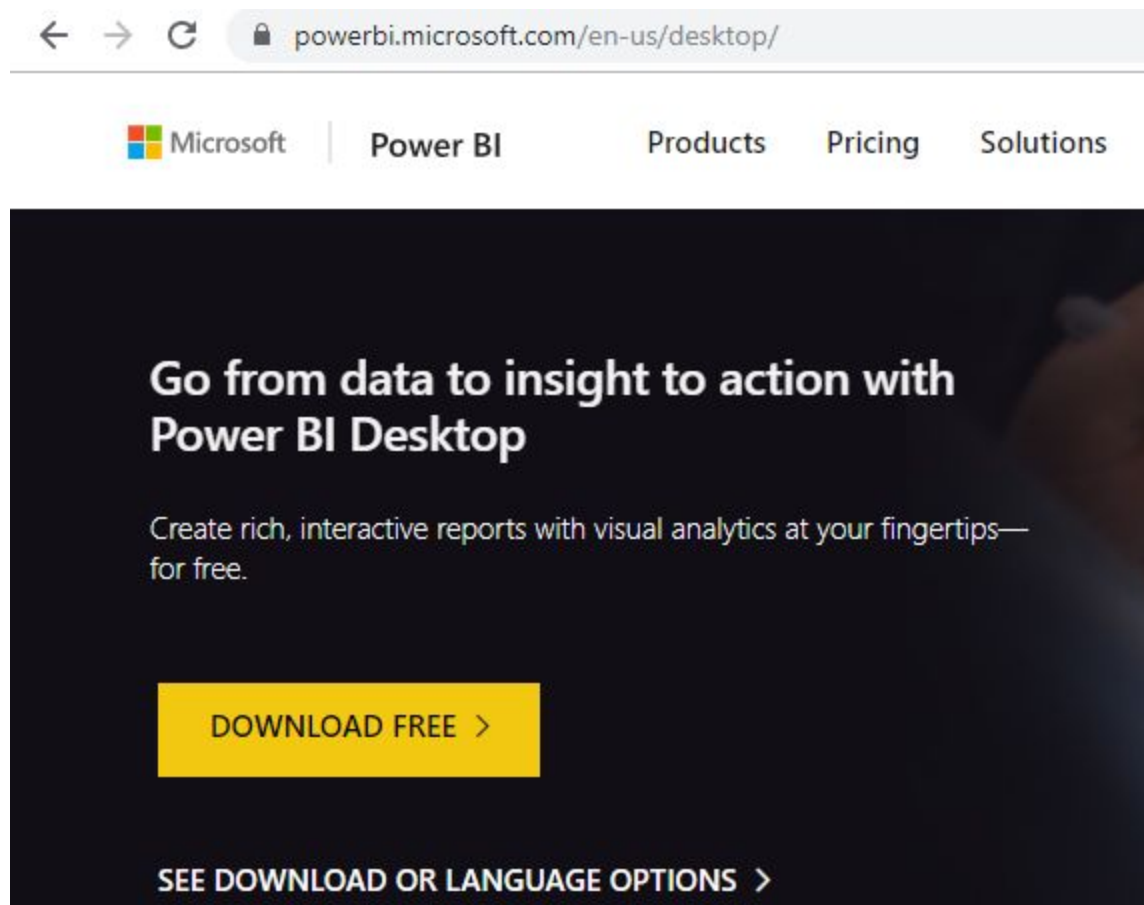 powerbi.microsoft.com/en-us/desktop/
Microsoft Power BI Products Pricing Solutions
Go from data to insight to action with
Power BI Desktop
Create rich, interactive reports with visual analytics at your fingertips—
for free.
DOWNLOAD FREE >
SEE DOWNLOAD OR LANGUAGE OPTIONS >